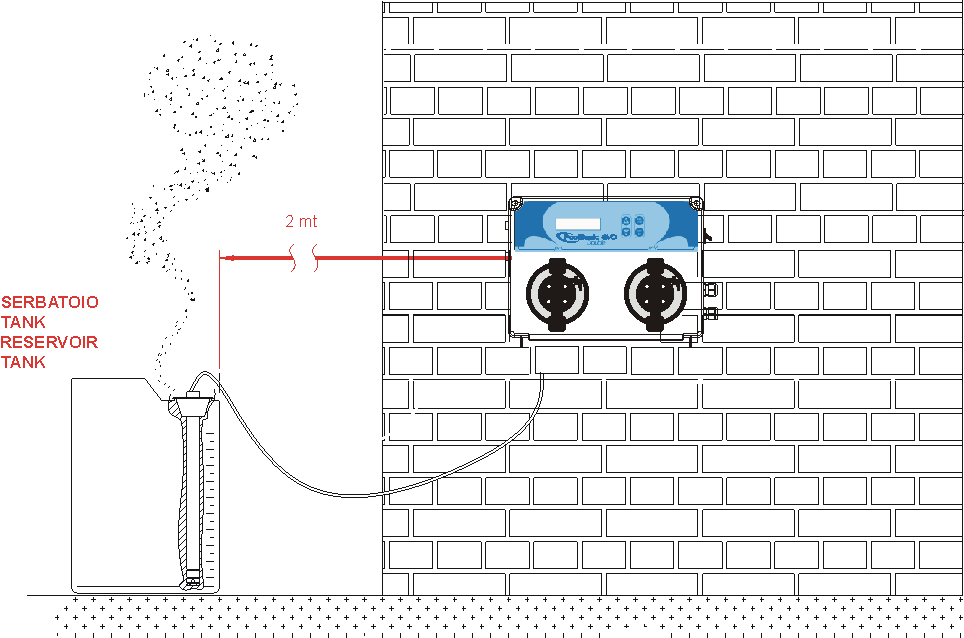 2 mt
SERBATOIO
TANK
RESERVOIR
TANK